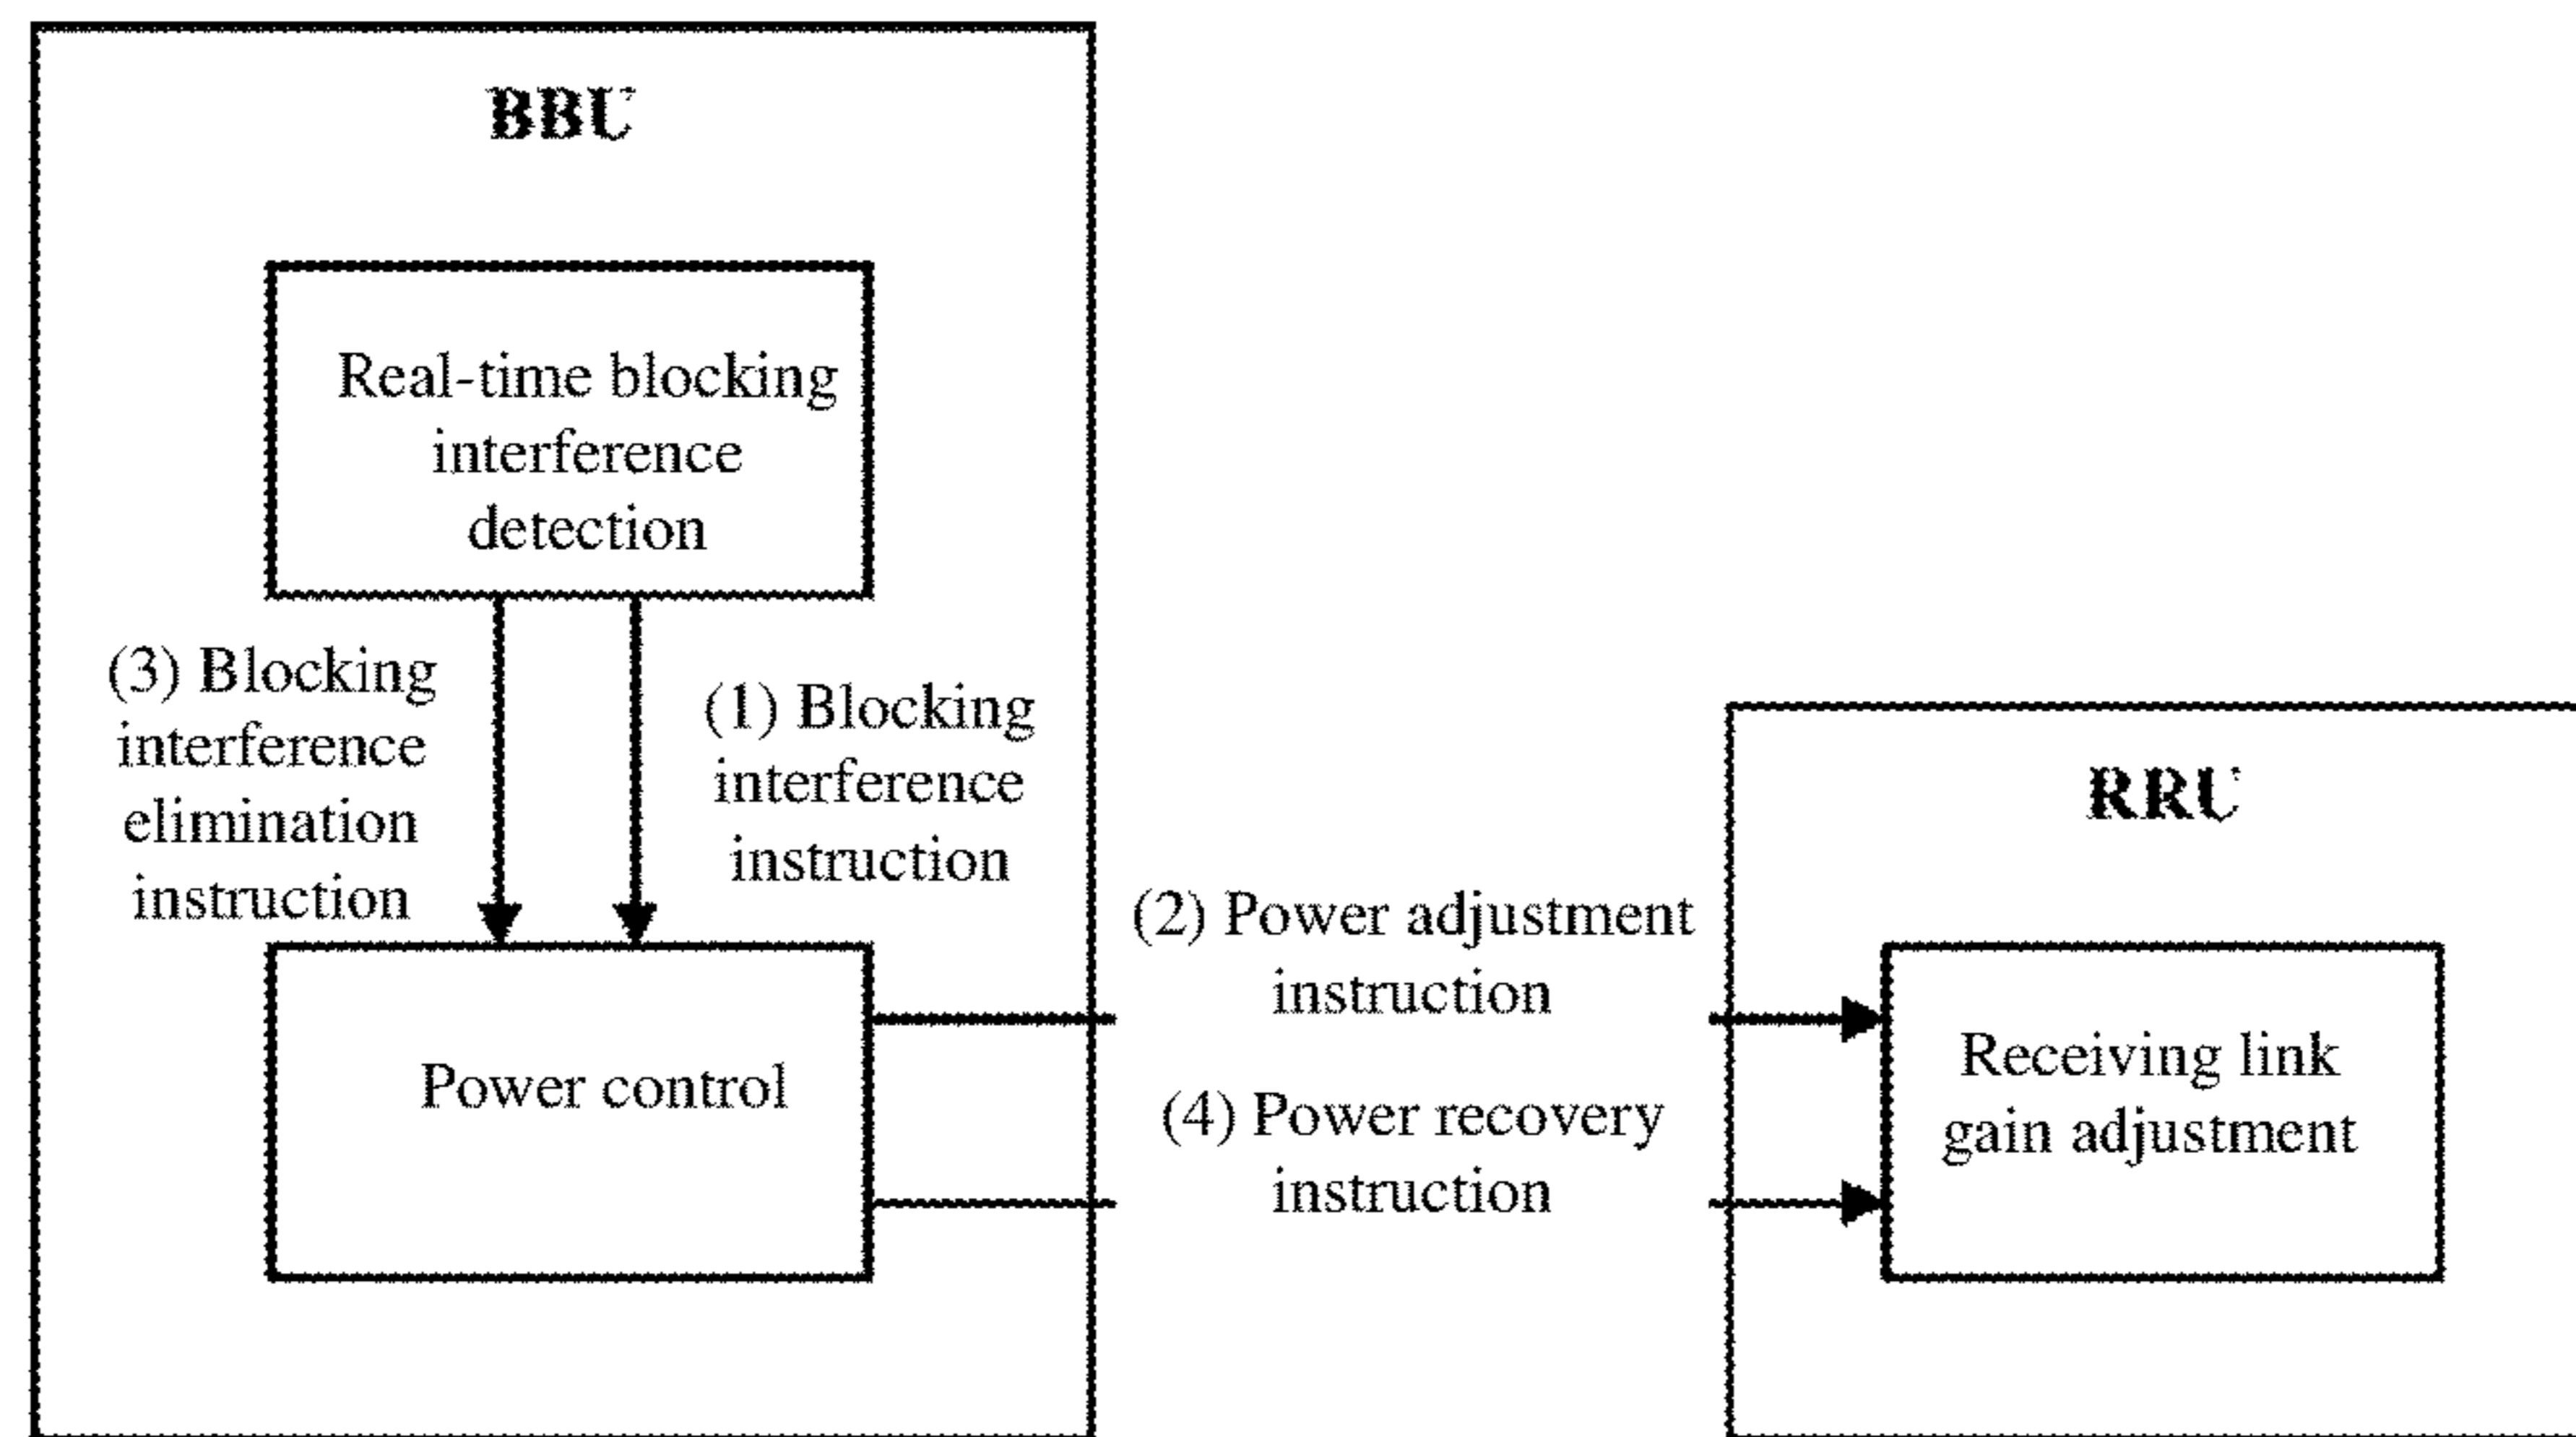 BBU
Real-time blocking
interference
detection
(3) Blocking
interference
elimination
instruction
(1) Blocking
interference
instruction
Power control
(2) Power adjustment
instruction
(4) Power recovery
instruction
RRU
Receiving link
gain adjustment